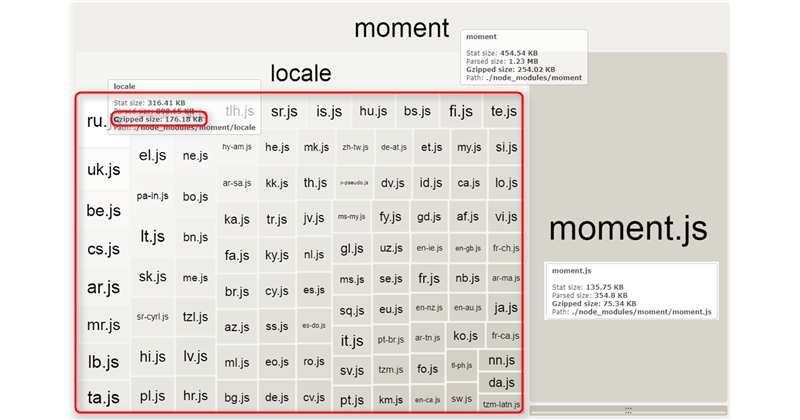 moment
moment
Stat size: 454.54 KB
Parsed size: 1.23 MB
Gzipped size: 254.02 KB
Path: ./node_modules/moment
locale
locale
Stat size: 316.41 KB
Parsed size: 898.65 KB
Gzipped size: 176.18 KB
Path: ./node_modules/moment/locale
ru.
tlh.js sr.js is.js hu.js bs.js fi.js te.js
uk.js
be.js
cs.js
ar.js
mr.js
lb.js
ta.js
el.js
pa-in.js
lt.js
sk.js
sr-cyrl.js
hi.js
pl.js
ne.js
bo.js
bn.js
me.js
tzl.js
lv.js
hr.js
hy-am.js he.js mk.js zh-tw.js de-at.js et.js my.js si.js
ar-sa.js kk.js th.js x-pseudo.js dv.js id.js ca.js lo.js
ka.js tr.js jv.js ms-my.js fy.js gd.js af.js vi.js
fa.js ky.js nl.js gl.js uz.js en-ie.js en-gb.js fr-ch.js
br.js cy.js es.js ms.js se.js fr.js nb.js ar-ma.js
az.js ss.js es-do.js sq.js eu.js en-nz.js en-au.js ja.js
ml.js eo.js ro.js it.js pt-br.js ar-tn.js ko.js fr-ca.js
bg.js de.js cv.js sv.js tzm.js fo.js tl-ph.js nn.js
da.js
pt.js km.js en-ca.js sw.js tzm-latn.js
moment.js
moment.js
Stat size: 135.75 KB
Parsed size: 354.8 KB
Gzipped size: 75.34 KB
Path: ./node_modules/moment/moment.js